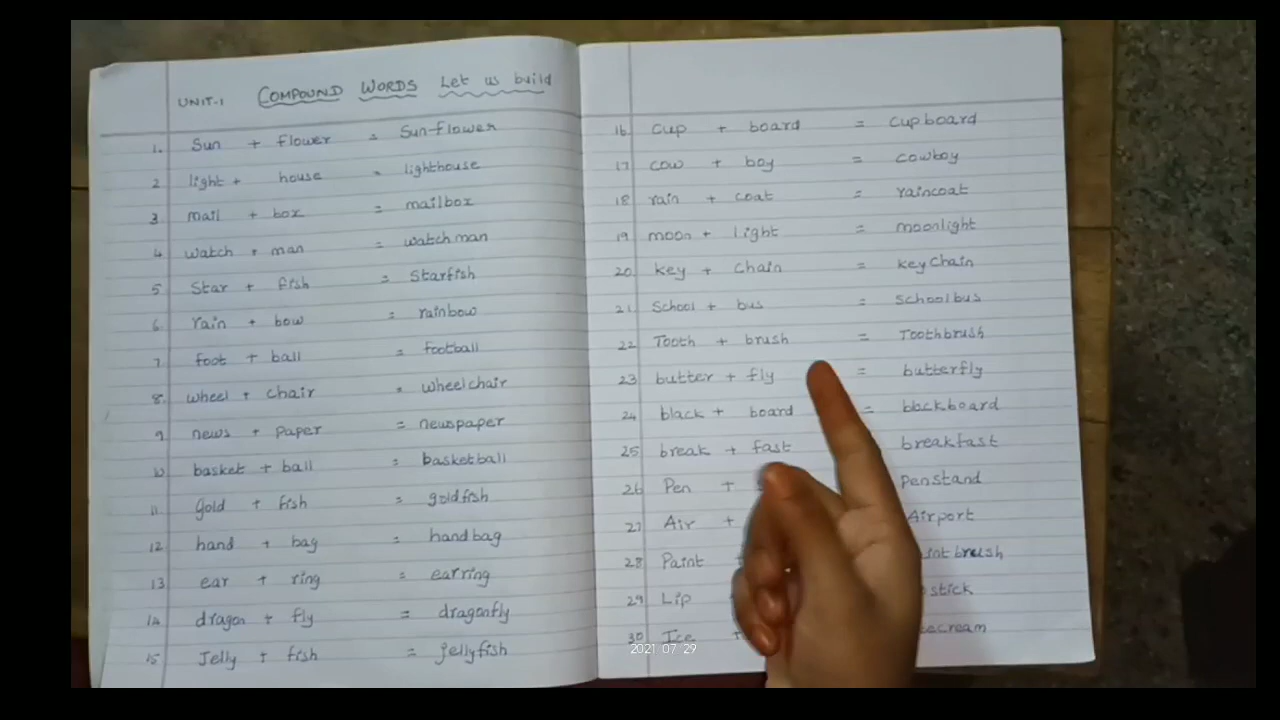 UNIT-1 COMPOUND WORDS Let us build
1. Sun + flower = Sunflower
2 light + house = lighthouse
3 mail + box = mailbox
4 watch + man = watchman
5 Star + fish = Starfish
6. rain + bow = rainbow
7 foot + ball = football
8. wheel + chair = wheelchair
9 news + paper = newspaper
10 basket + ball = basketball
11 gold + fish = goldfish
12 hand + bag = handbag
13 ear + ring = earring
14 dragon + fly = dragonfly
15 Jelly + fish = jellyfish
16. Cup + board = Cupboard
17 cow + boy = cowboy
18 rain + coat = raincoat
19 moon + light = moonlight
20 key + chain = keychain
21 School + bus = Schoolbus
22 Tooth + brush = Toothbrush
23 butter + fly = butterfly
24 black + board = blackboard
25 break + fast breakfast
26 Pen + Penstand
27 Air + Airport
28 Paint + intbrush
29 Lip stick
30 Ice + cecream
2021 07 29